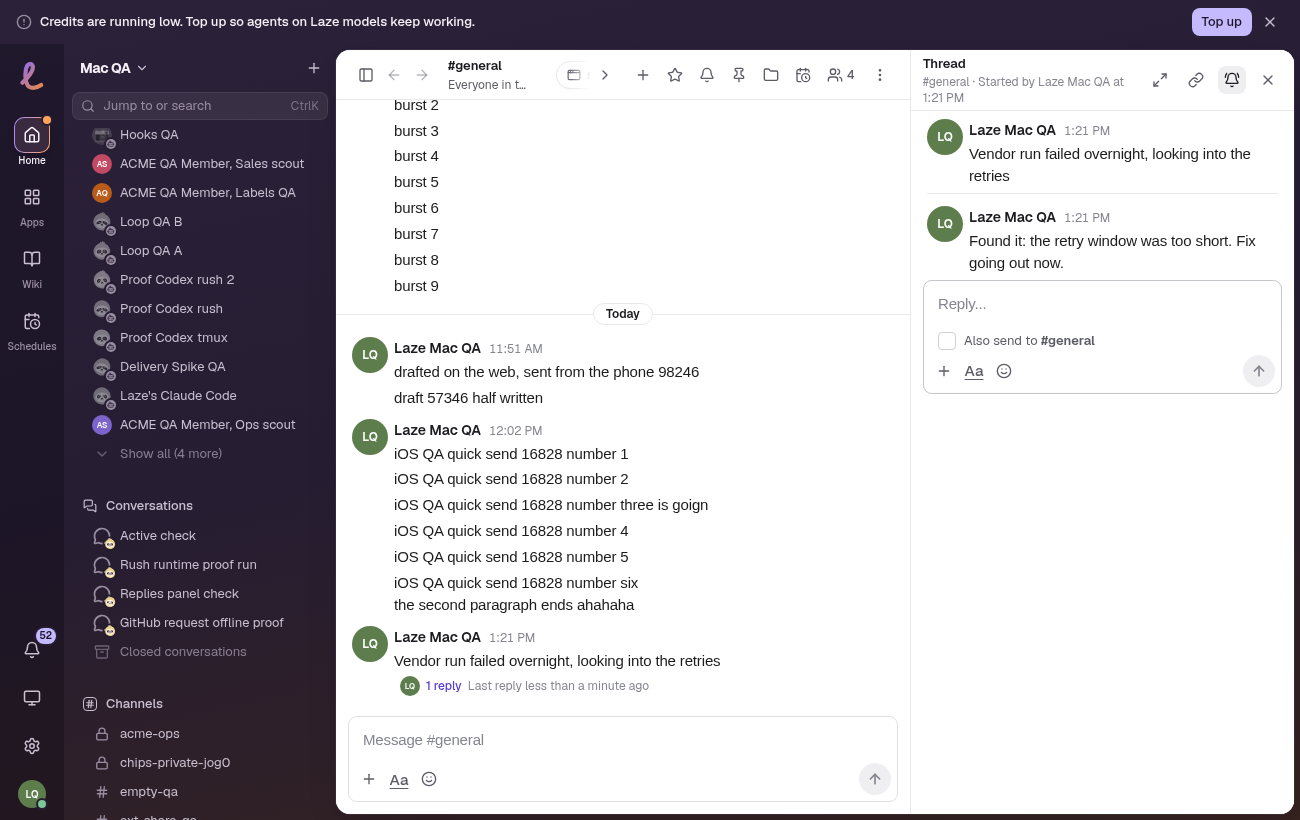 Credits are running low. Top up so agents on Laze models keep working.
Top up
Mac QA
Jump to or search
CtrlK
Home
Apps
Wiki
Schedules
52
LQ
Hooks QA
AS ACME QA Member, Sales scout
AQ ACME QA Member, Labels QA
Loop QA B
Loop QA A
Proof Codex rush 2
Proof Codex rush
Proof Codex tmux
Delivery Spike QA
Laze's Claude Code
AS ACME QA Member, Ops scout
Show all (4 more)
Conversations
Active check
Rush runtime proof run
Replies panel check
GitHub request offline proof
Closed conversations
Channels
acme-ops
chips-private-jog0
empty-qa
#general
Everyone in t...
4
burst 2
burst 3
burst 4
burst 5
burst 6
burst 7
burst 8
burst 9
Today
LQ Laze Mac QA 11:51 AM
drafted on the web, sent from the phone 98246
draft 57346 half written
LQ Laze Mac QA 12:02 PM
iOS QA quick send 16828 number 1
iOS QA quick send 16828 number 2
iOS QA quick send 16828 number three is goign
iOS QA quick send 16828 number 4
iOS QA quick send 16828 number 5
iOS QA quick send 16828 number six
the second paragraph ends ahahaha
LQ Laze Mac QA 1:21 PM
Vendor run failed overnight, looking into the retries
LQ 1 reply Last reply less than a minute ago
Message #general
Aa
Thread
#general · Started by Laze Mac QA at
1:21 PM
LQ Laze Mac QA 1:21 PM
Vendor run failed overnight, looking into the
retries
LQ Laze Mac QA 1:21 PM
Found it: the retry window was too short. Fix
going out now.
Reply...
Also send to #general
Aa